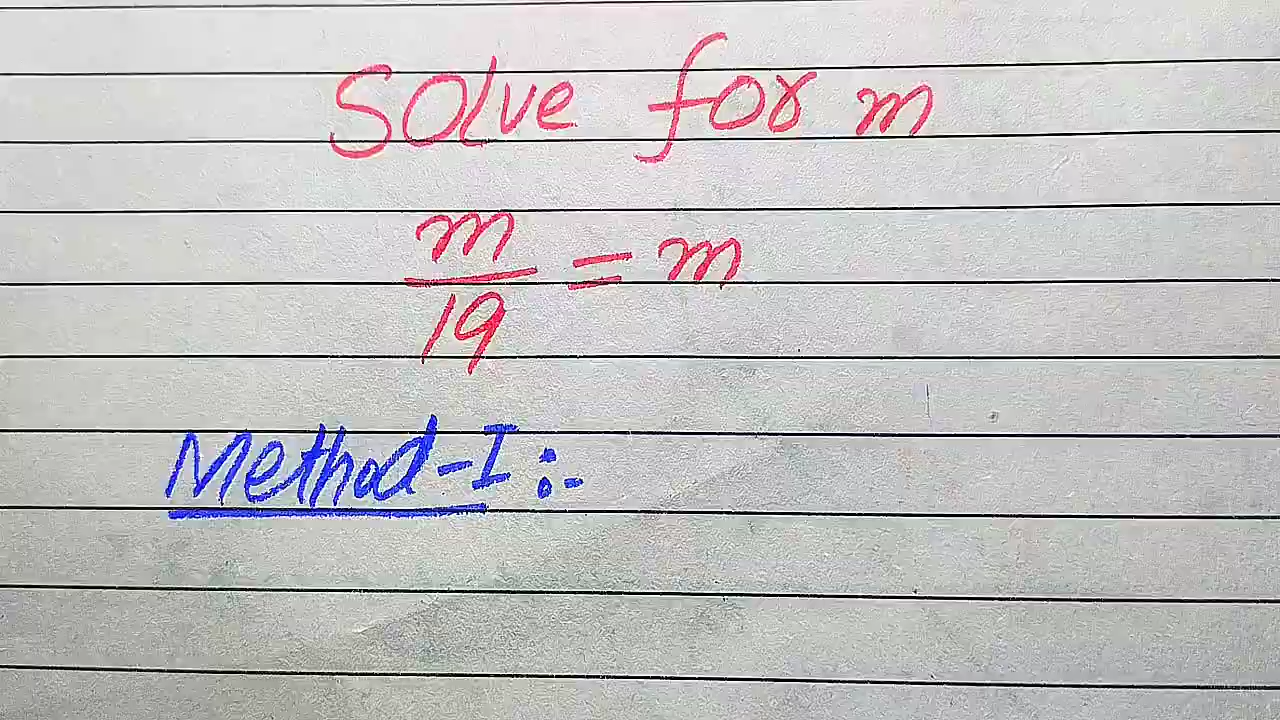 Solve for m
m/19 = m
Method-I :-